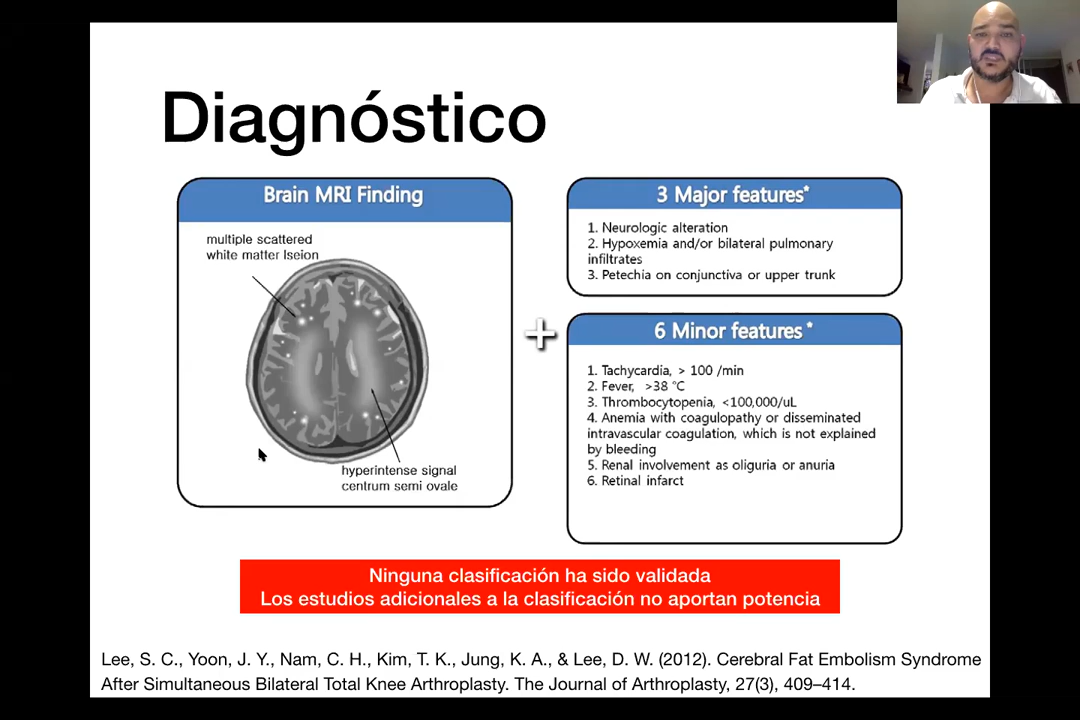 Diagnóstico
Brain MRI Finding
multiple scattered
white matter lseion
hyperintense signal
centrum semi ovale
+
3 Major features*
1. Neurologic alteration
2. Hypoxemia and/or bilateral pulmonary
infiltrates
3. Petechia on conjunctiva or upper trunk
6 Minor features *
1. Tachycardia, > 100 /min
2. Fever, >38 ℃
3. Thrombocytopenia, <100,000/uL
4. Anemia with coagulopathy or disseminated
intravascular coagulation, which is not explained
by bleeding
5. Renal involvement as oliguria or anuria
6. Retinal infarct
Ninguna clasificación ha sido validada
Los estudios adicionales a la clasificación no aportan potencia
Lee, S. C., Yoon, J. Y., Nam, C. H., Kim, T. K., Jung, K. A., & Lee, D. W. (2012). Cerebral Fat Embolism Syndrome
After Simultaneous Bilateral Total Knee Arthroplasty. The Journal of Arthroplasty, 27(3), 409–414.